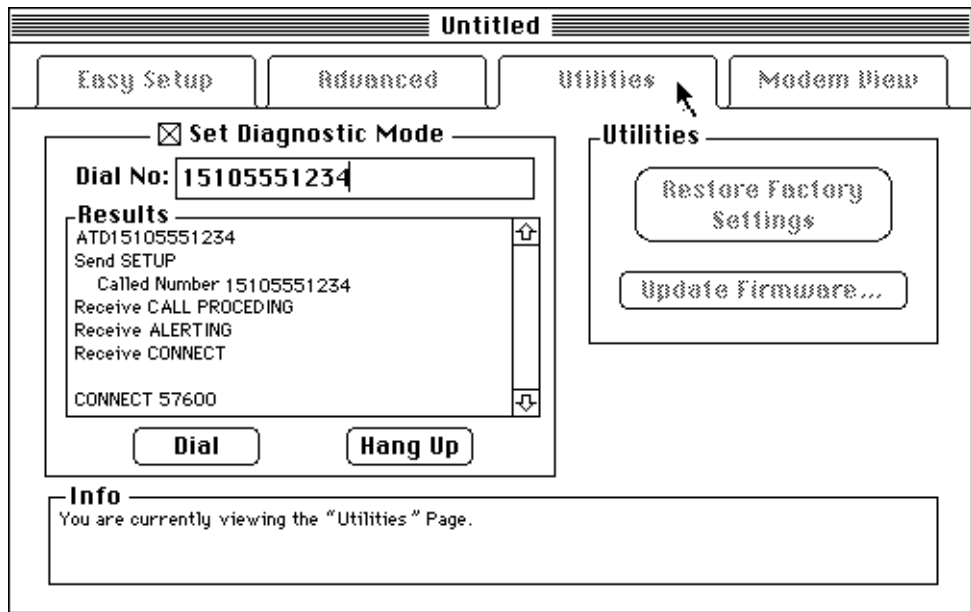 Untitled
Easy Setup
Advanced
Utilities
Modem View
Set Diagnostic Mode
Dial No: 15105551234
Results
ATD15105551234
Send SETUP
Called Number 15105551234
Receive CALL PROCEDING
Receive ALERTING
Receive CONNECT
CONNECT 57600
Dial
Hang Up
Utilities
Restore Factory
Settings
Update Firmware...
Info
You are currently viewing the "Utilities" Page.